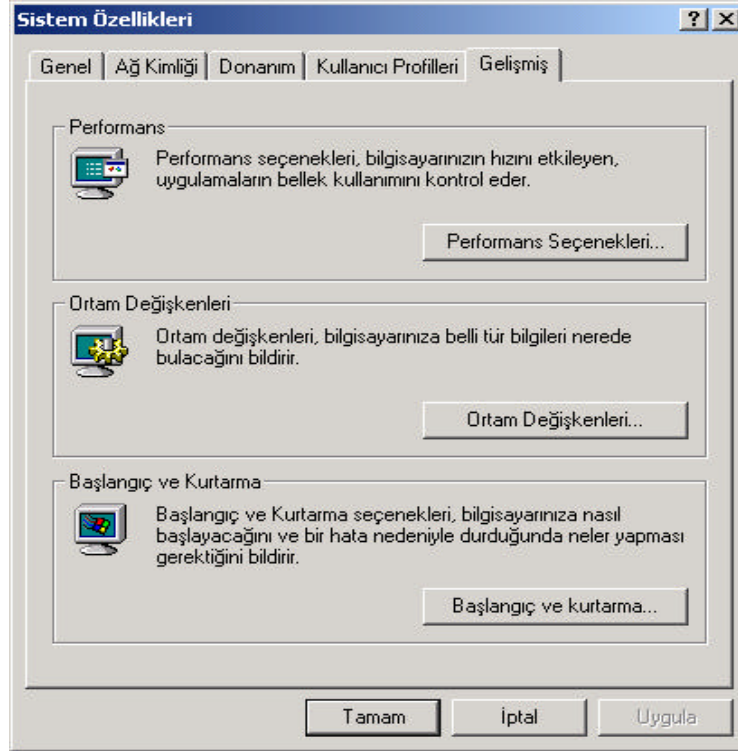 Sistem Özellikleri
Genel
Ağ Kimliği
Donanım
Kullanıcı Profilleri
Gelişmiş
Performans
Performans seçenekleri, bilgisayarınızın hızını etkileyen,
uygulamaların bellek kullanımını kontrol eder.
Performans Seçenekleri...
Ortam Değişkenleri
Ortam değişkenleri, bilgisayarınıza belli tür bilgileri nerede
bulacağını bildirir.
Ortam Değişkenleri...
Başlangıç ve Kurtarma
Başlangıç ve Kurtarma seçenekleri, bilgisayarınıza nasıl
başlayacağını ve bir hata nedeniyle durduğunda neler yapması
gerektiğini bildirir.
Başlangıç ve kurtarma...
Tamam
İptal
Uygula